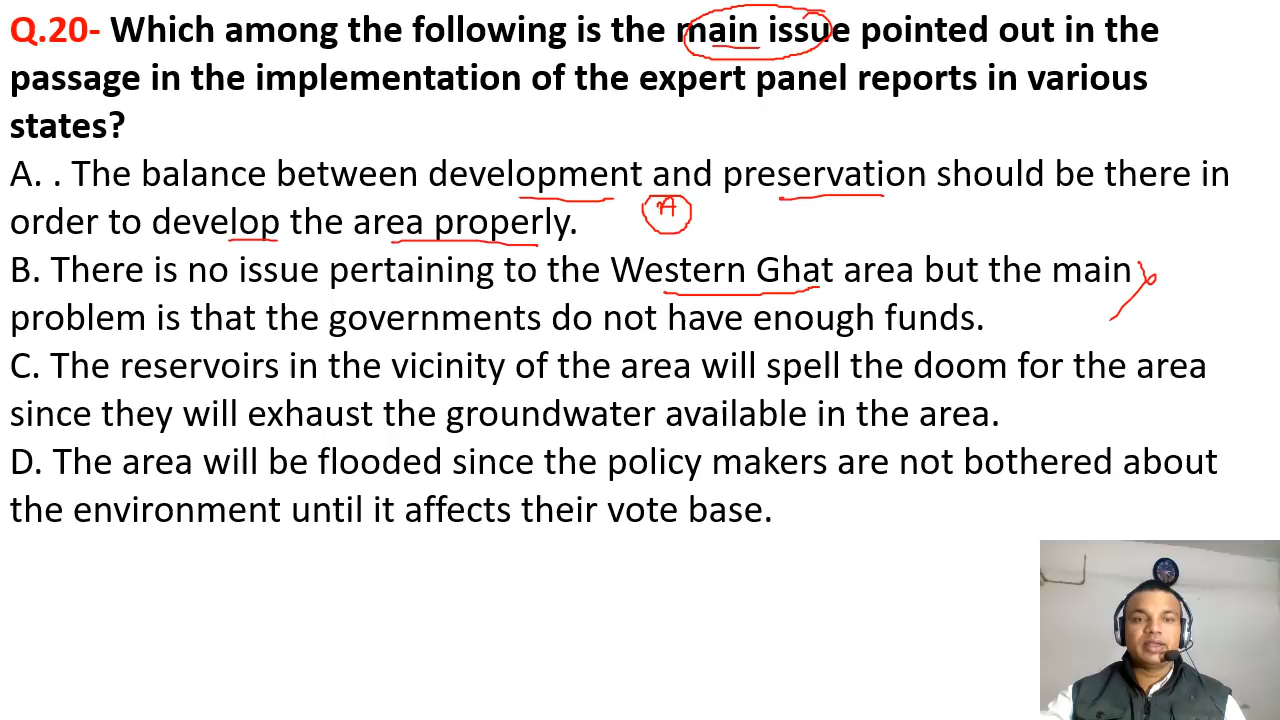 Q.20- Which among the following is the main issue pointed out in the
passage in the implementation of the expert panel reports in various
states?
A. . The balance between development and preservation should be there in
order to develop the area properly.
A
B. There is no issue pertaining to the Western Ghat area but the main
problem is that the governments do not have enough funds.
C. The reservoirs in the vicinity of the area will spell the doom for the area
since they will exhaust the groundwater available in the area.
D. The area will be flooded since the policy makers are not bothered about
the environment until it affects their vote base.